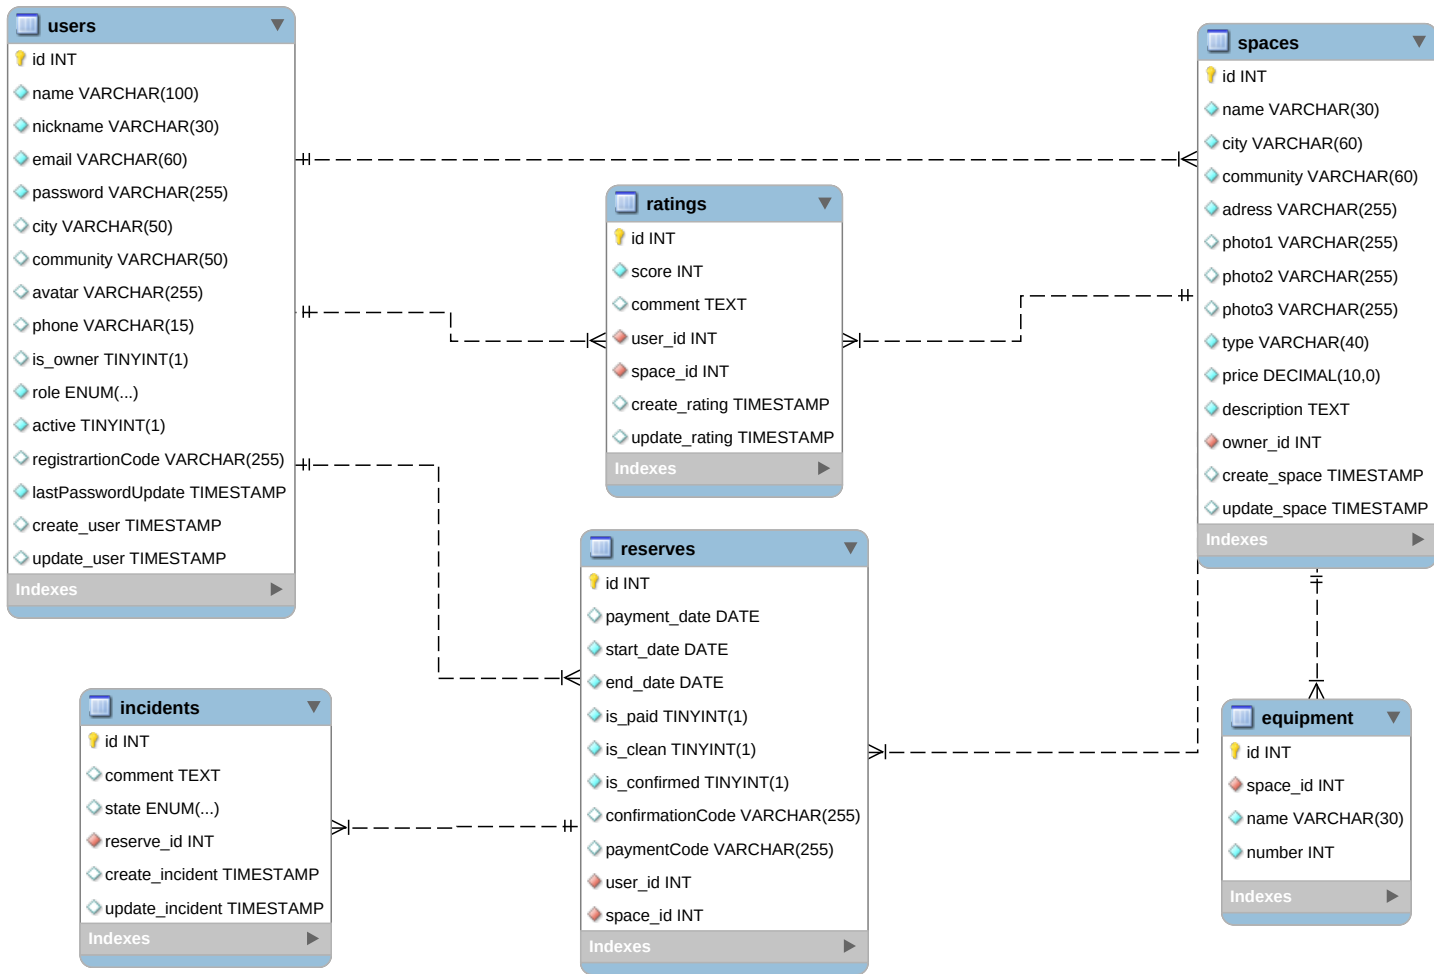 users
id INT
name VARCHAR(100)
nickname VARCHAR(30)
email VARCHAR(60)
password VARCHAR(255)
city VARCHAR(50)
community VARCHAR(50)
avatar VARCHAR(255)
phone VARCHAR(15)
is_owner TINYINT(1)
role ENUM(...)
active TINYINT(1)
registrartionCode VARCHAR(255)
lastPasswordUpdate TIMESTAMP
create_user TIMESTAMP
update_user TIMESTAMP
Indexes
ratings
id INT
score INT
comment TEXT
user_id INT
space_id INT
create_rating TIMESTAMP
update_rating TIMESTAMP
Indexes
spaces
id INT
name VARCHAR(30)
city VARCHAR(60)
community VARCHAR(60)
adress VARCHAR(255)
photo1 VARCHAR(255)
photo2 VARCHAR(255)
photo3 VARCHAR(255)
type VARCHAR(40)
price DECIMAL(10,0)
description TEXT
owner_id INT
create_space TIMESTAMP
update_space TIMESTAMP
Indexes
incidents
id INT
comment TEXT
state ENUM(...)
reserve_id INT
create_incident TIMESTAMP
update_incident TIMESTAMP
Indexes
reserves
id INT
payment_date DATE
start_date DATE
end_date DATE
is_paid TINYINT(1)
is_clean TINYINT(1)
is_confirmed TINYINT(1)
confirmationCode VARCHAR(255)
paymentCode VARCHAR(255)
user_id INT
space_id INT
Indexes
equipment
id INT
space_id INT
name VARCHAR(30)
number INT
Indexes